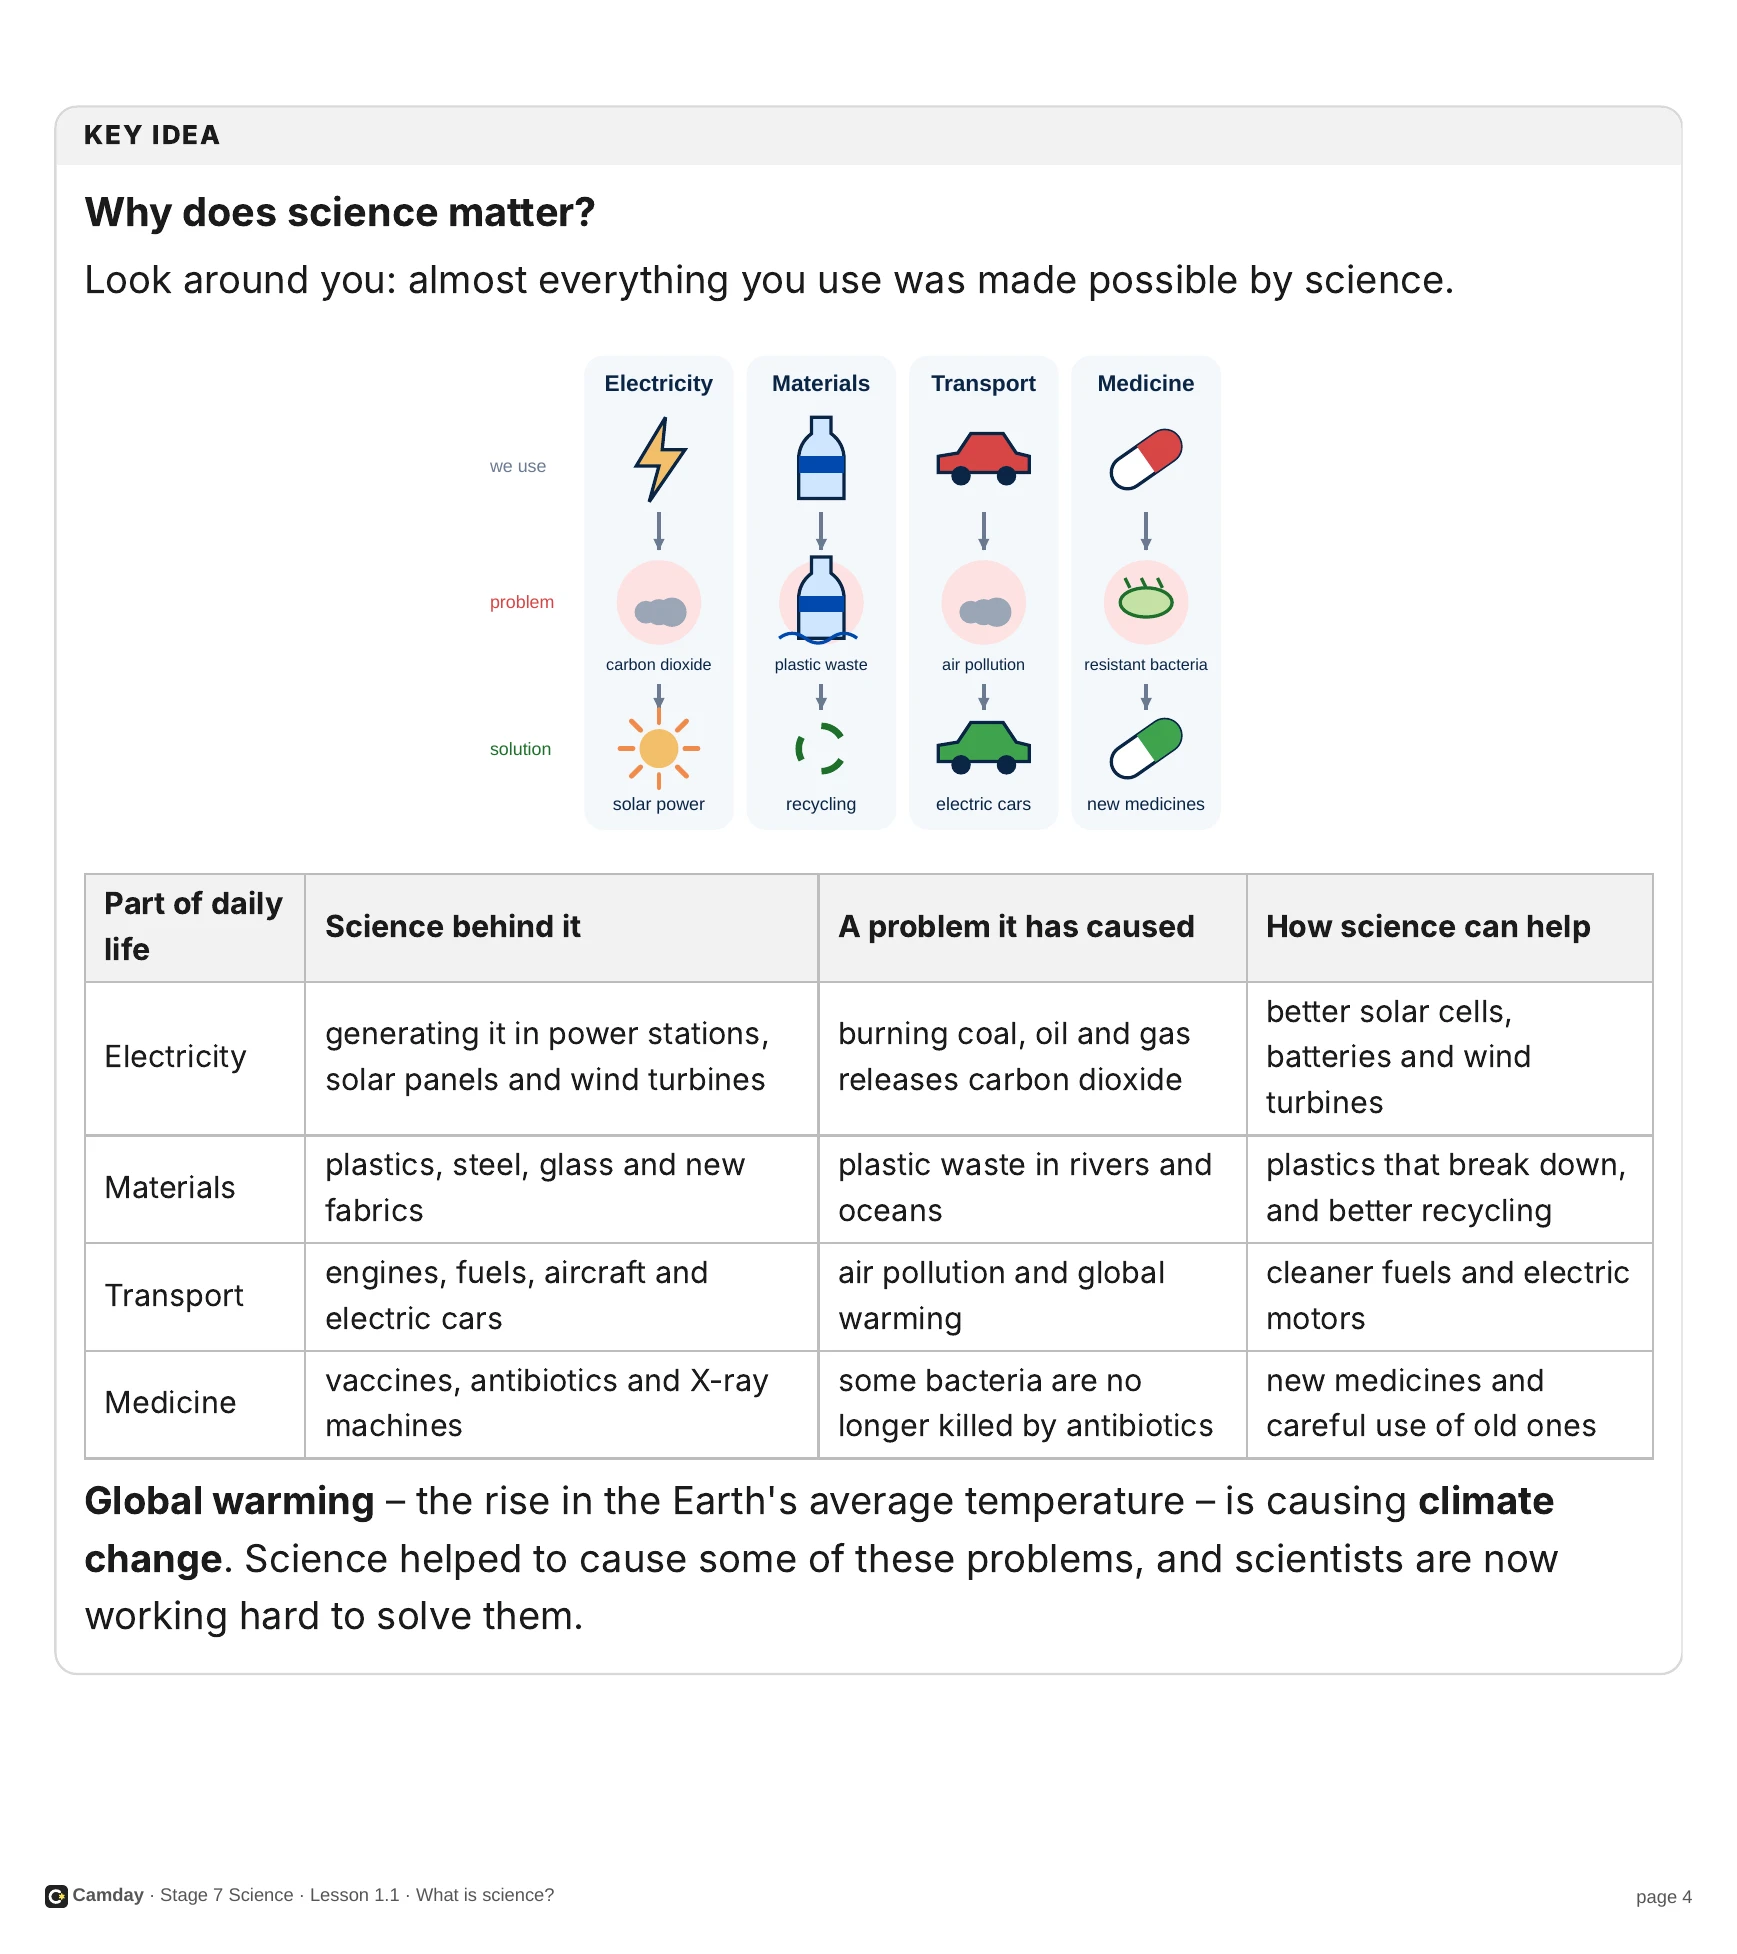 KEY IDEA
Why does science matter?
Look around you: almost everything you use was made possible by science.
Electricity Materials Transport Medicine
we use
problem
carbon dioxide plastic waste air pollution resistant bacteria
solution
solar power recycling electric cars new medicines
Part of daily life | Science behind it | A problem it has caused | How science can help
Electricity | generating it in power stations, solar panels and wind turbines | burning coal, oil and gas releases carbon dioxide | better solar cells, batteries and wind turbines
Materials | plastics, steel, glass and new fabrics | plastic waste in rivers and oceans | plastics that break down, and better recycling
Transport | engines, fuels, aircraft and electric cars | air pollution and global warming | cleaner fuels and electric motors
Medicine | vaccines, antibiotics and X-ray machines | some bacteria are no longer killed by antibiotics | new medicines and careful use of old ones
Global warming – the rise in the Earth's average temperature – is causing climate
change. Science helped to cause some of these problems, and scientists are now
working hard to solve them.
Camday · Stage 7 Science · Lesson 1.1 · What is science?
page 4